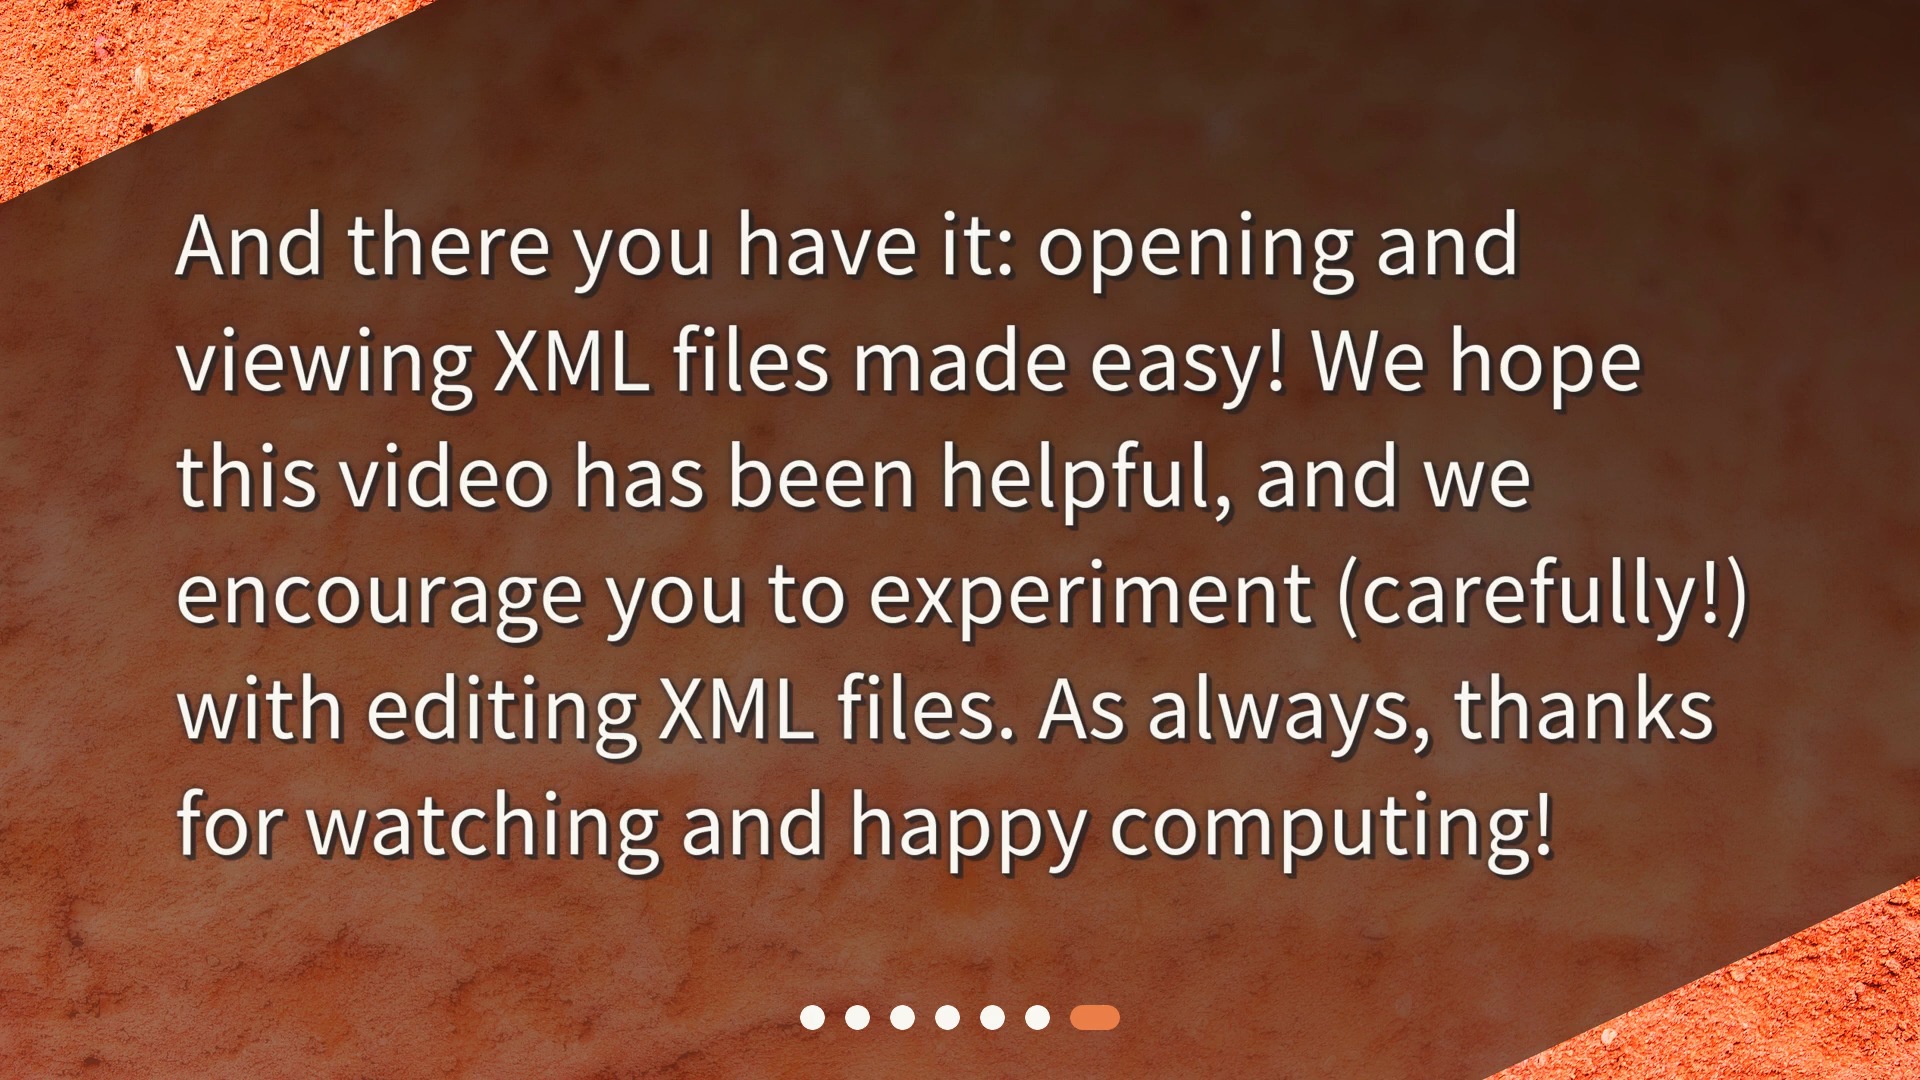 And there you have it: opening and
viewing XML files made easy! We hope
this video has been helpful, and we
encourage you to experiment (carefully!)
with editing XML files. As always, thanks
for watching and happy computing!